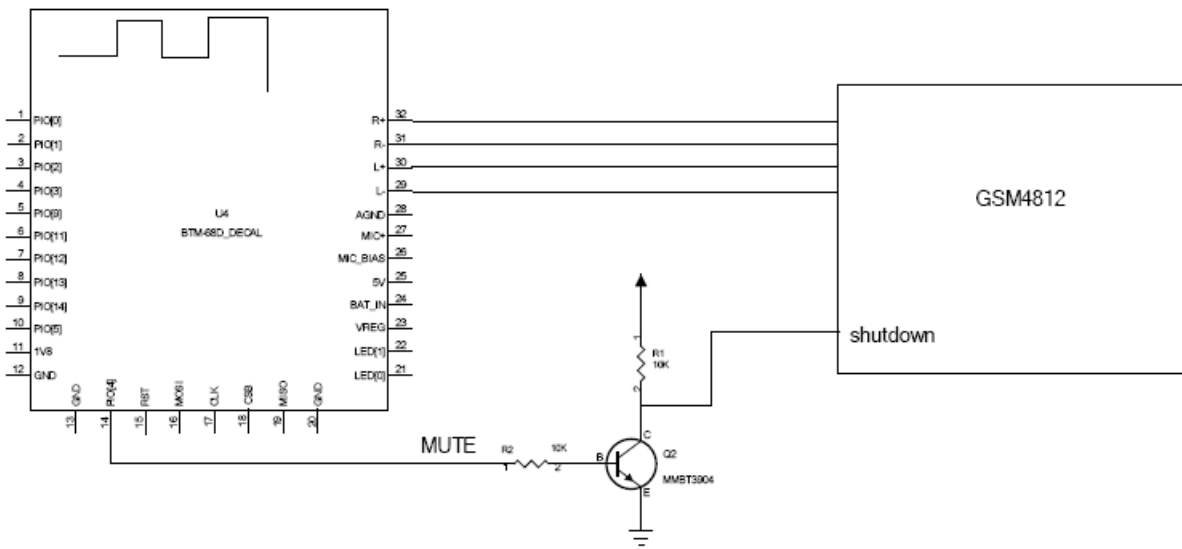 1 PIO[0]
2 PIO[1]
3 PIO[2]
4 PIO[3]
5 PIO[9]
6 PIO[11]
7 PIO[12]
8 PIO[13]
9 PIO[14]
10 PIO[5]
11 1V8
12 GND
U4
BTM-68D_DECAL
R+ 32
R- 31
L+ 30
L- 29
AGND 28
MIC+ 27
MIC_BIAS 26
5V 25
BAT_IN 24
VREG 23
LED[1] 22
LED[0] 21
GND 13
PIO[4] 14
RST 15
MOSI 16
CLK 17
CSB 18
MISO 19
GND 20
GSM4812
shutdown
1
R1
10K
2
MUTE
R2 10K
1 2
B
C
E
Q2
MMBT3904